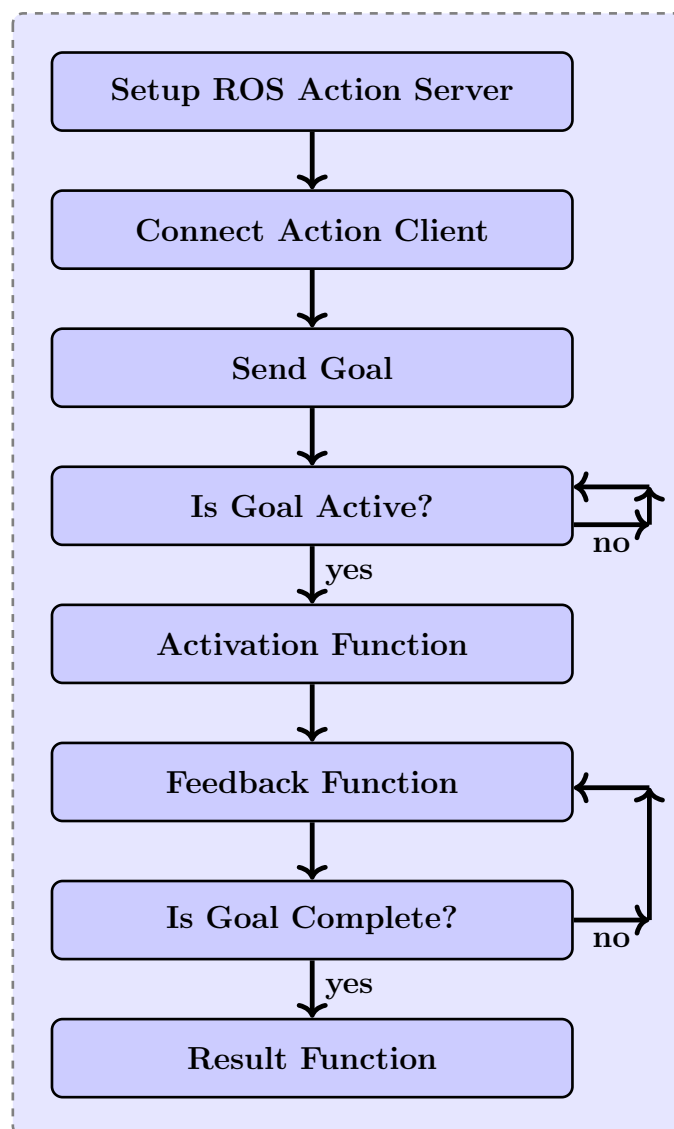 Setup ROS Action Server
Connect Action Client
Send Goal
Is Goal Active?
no
yes
Activation Function
Feedback Function
Is Goal Complete?
no
yes
Result Function